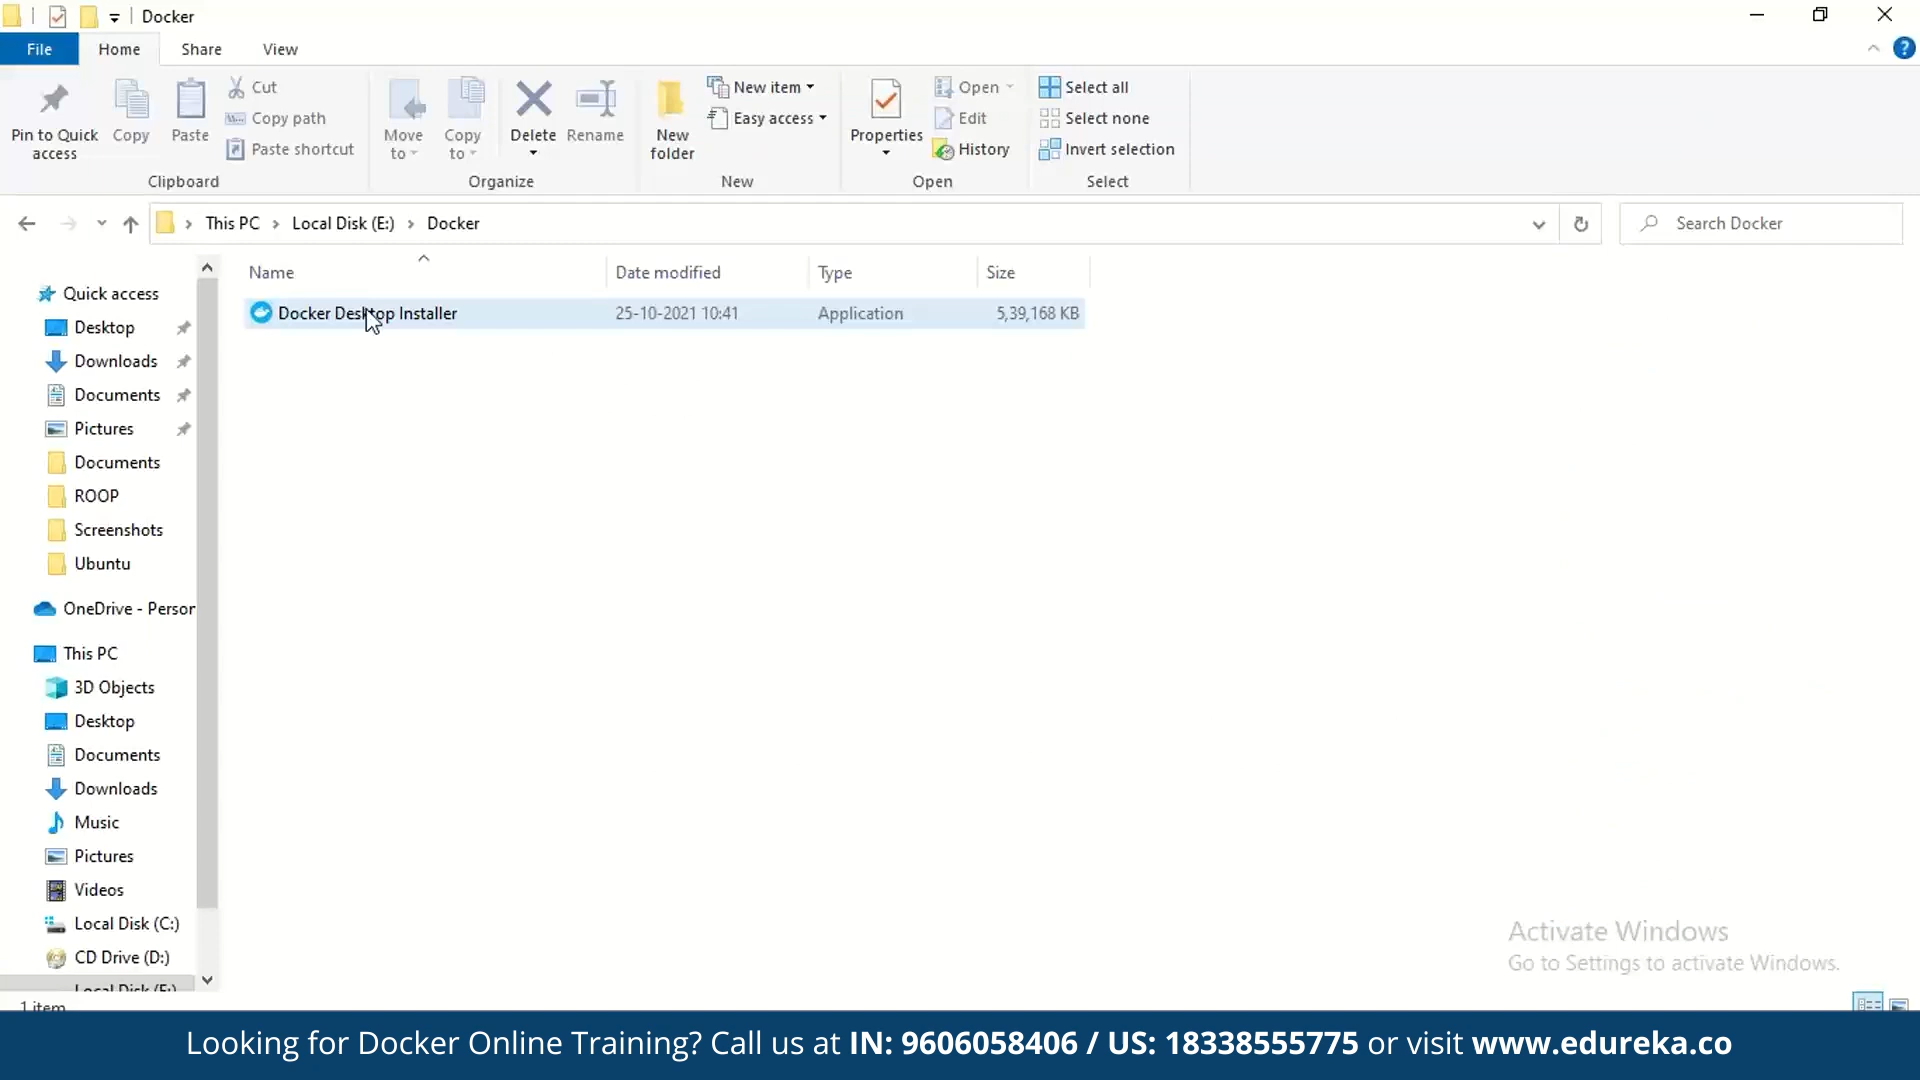 Docker
File Home Share View
Pin to Quick access
Copy
Paste
Cut
Copy path
Paste shortcut
Clipboard
Move to
Copy to
Delete
Rename
Organize
New folder
New item
Easy access
New
Properties
Open
Edit
History
Open
Select all
Select none
Invert selection
Select
This PC Local Disk (E:) Docker
Search Docker
Name Date modified Type Size
Docker Desktop Installer 25-10-2021 10:41 Application 5,39,168 KB
Quick access
Desktop
Downloads
Documents
Pictures
Documents
ROOP
Screenshots
Ubuntu
OneDrive - Person
This PC
3D Objects
Desktop
Documents
Downloads
Music
Pictures
Videos
Local Disk (C:)
CD Drive (D:)
Local Disk (E:)
1 item
Activate Windows
Go to Settings to activate Windows.
Looking for Docker Online Training? Call us at IN: 9606058406 / US: 18338555775 or visit www.edureka.co